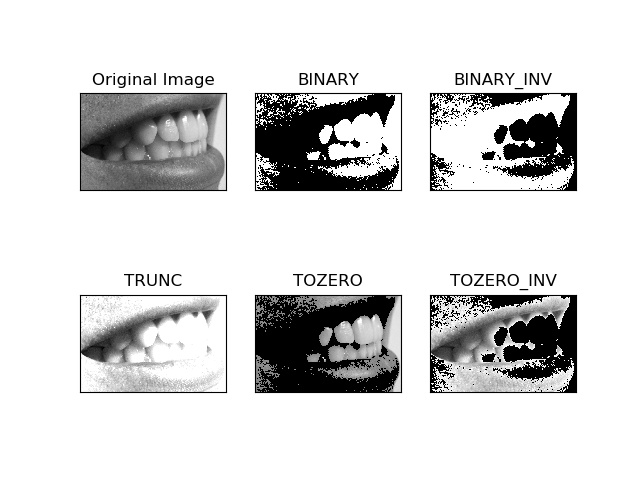 Original Image
BINARY
BINARY_INV
TRUNC
TOZERO
TOZERO_INV